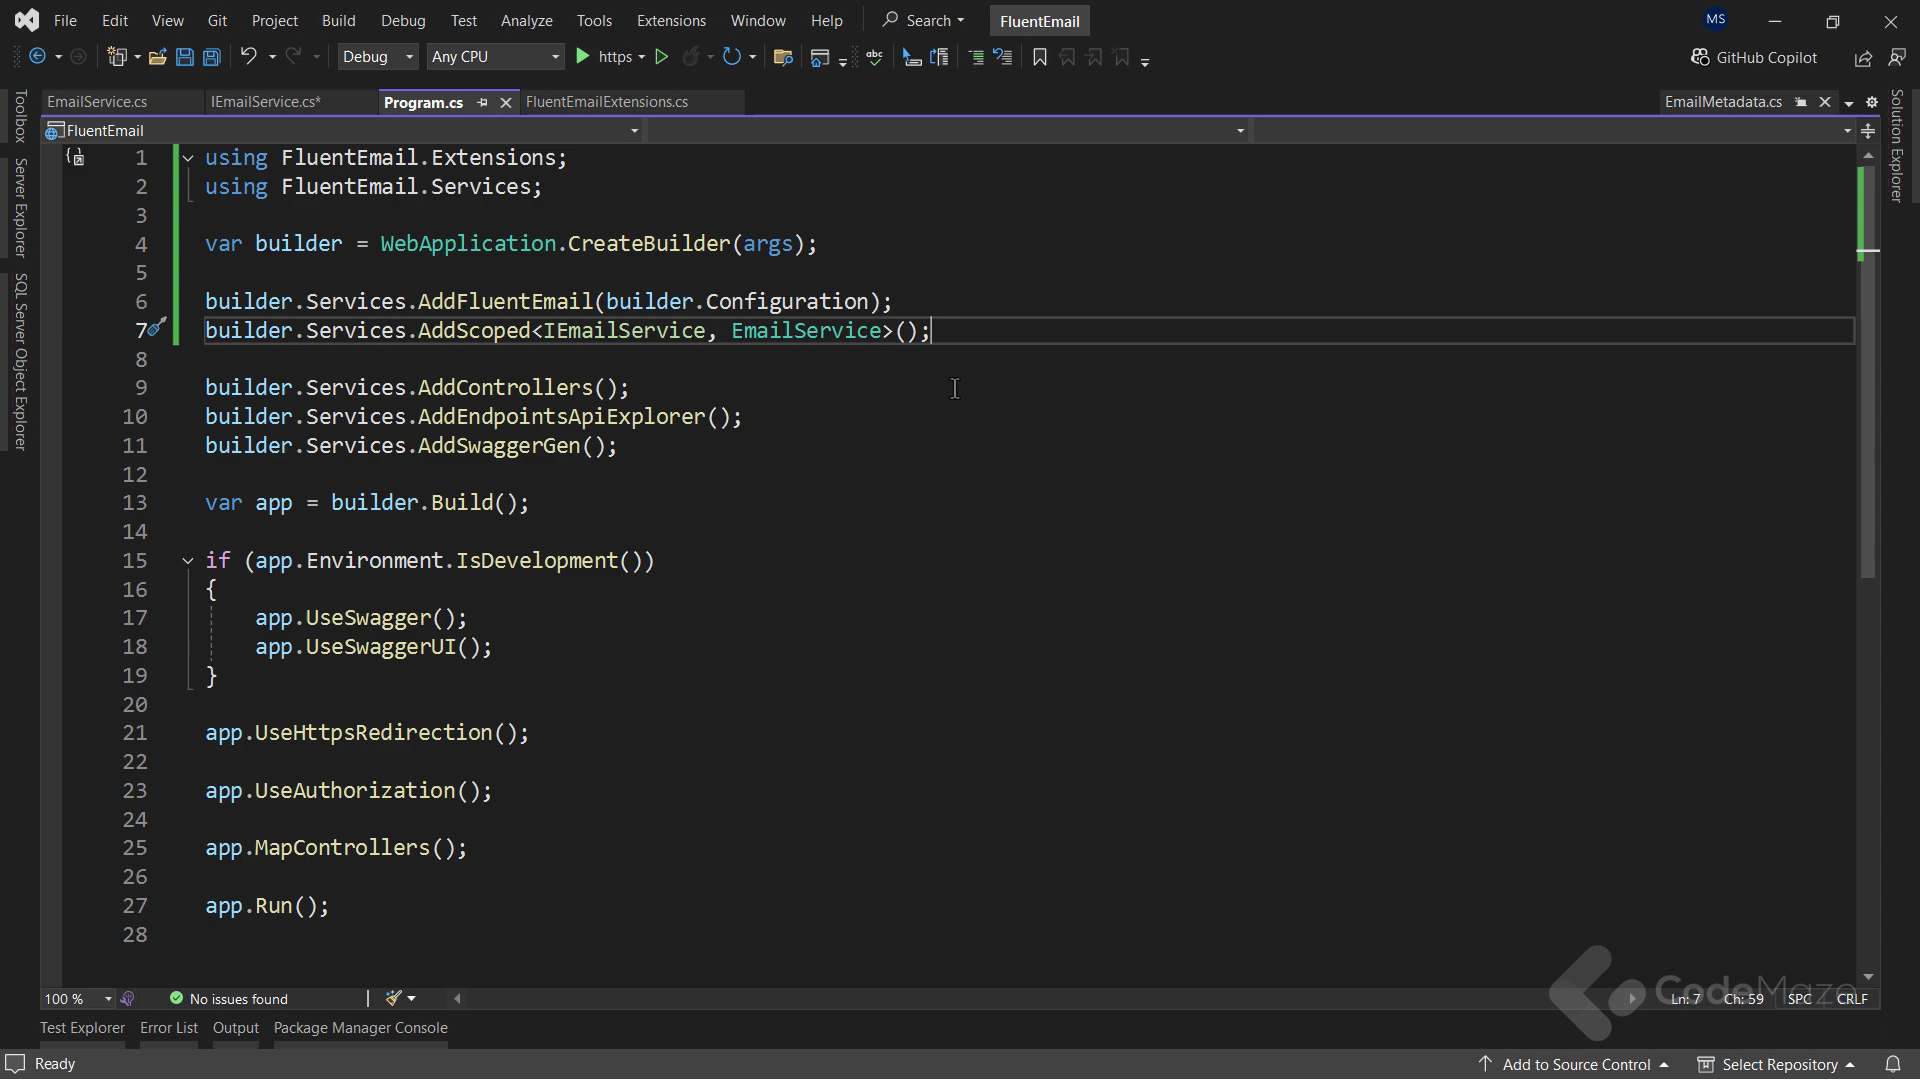 File Edit View Git Project Build Debug Test Analyze Tools Extensions Window Help Search FluentEmail MS
Debug Any CPU https abc GitHub Copilot
EmailService.cs IEmailService.cs* Program.cs FluentEmailExtensions.cs EmailMetadata.cs
FluentEmail
Toolbox
Server Explorer
SQL Server Object Explorer
Solution Explorer
1 using FluentEmail.Extensions;
2 using FluentEmail.Services;
3
4 var builder = WebApplication.CreateBuilder(args);
5
6 builder.Services.AddFluentEmail(builder.Configuration);
7 builder.Services.AddScoped<IEmailService, EmailService>();
8
9 builder.Services.AddControllers();
10 builder.Services.AddEndpointsApiExplorer();
11 builder.Services.AddSwaggerGen();
12
13 var app = builder.Build();
14
15 if (app.Environment.IsDevelopment())
16 {
17 app.UseSwagger();
18 app.UseSwaggerUI();
19 }
20
21 app.UseHttpsRedirection();
22
23 app.UseAuthorization();
24
25 app.MapControllers();
26
27 app.Run();
28
CodeMaze
100 % No issues found Ln: 7 Ch: 59 SPC CRLF
Test Explorer Error List Output Package Manager Console
Ready Add to Source Control Select Repository